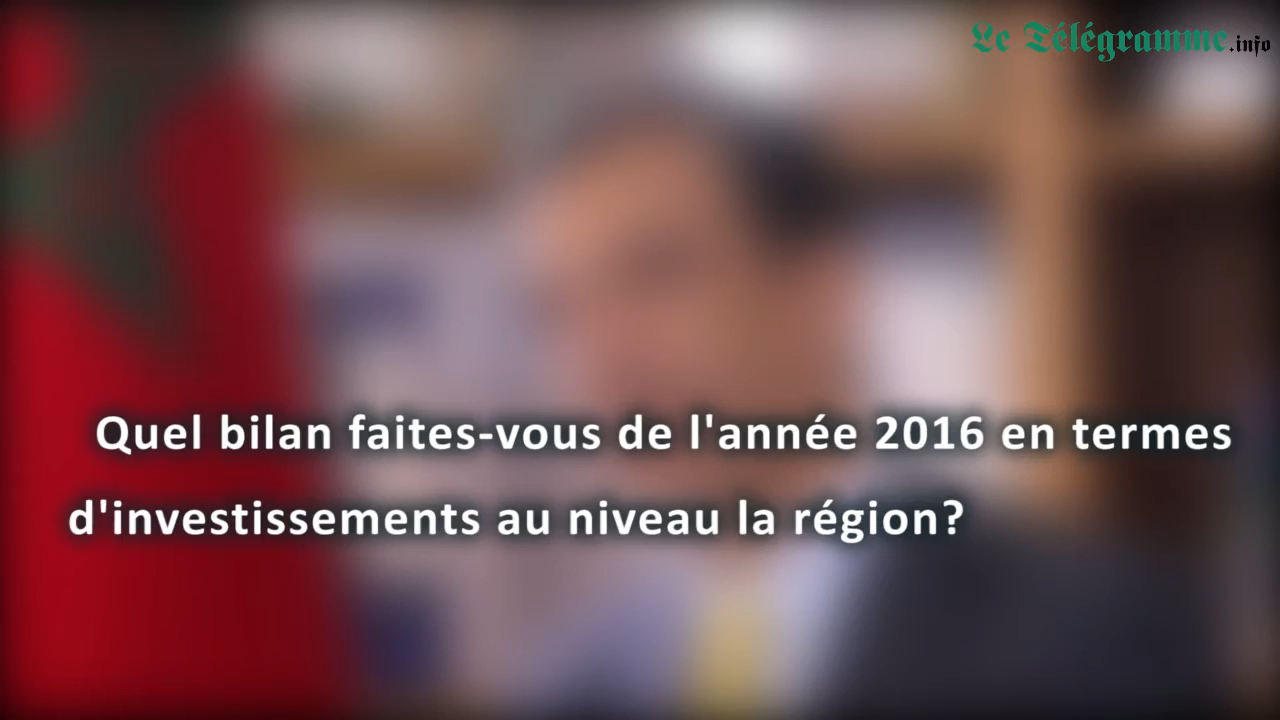 Le Télégramme.info
Quel bilan faites-vous de l'année 2016 en termes
d'investissements au niveau la région?